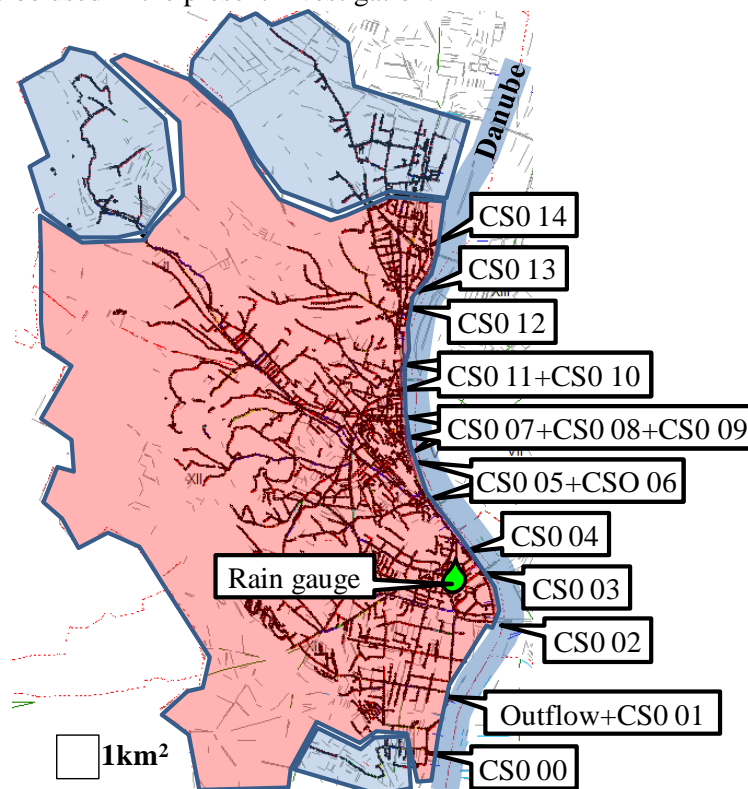 Danube
CS0 14
CS0 13
CS0 12
CS0 11+CS0 10
CS0 07+CS0 08+CS0 09
XII
CS0 05+CSO 06
CS0 04
Rain gauge
CS0 03
CS0 02
Outflow+CS0 01
1km²
CS0 00